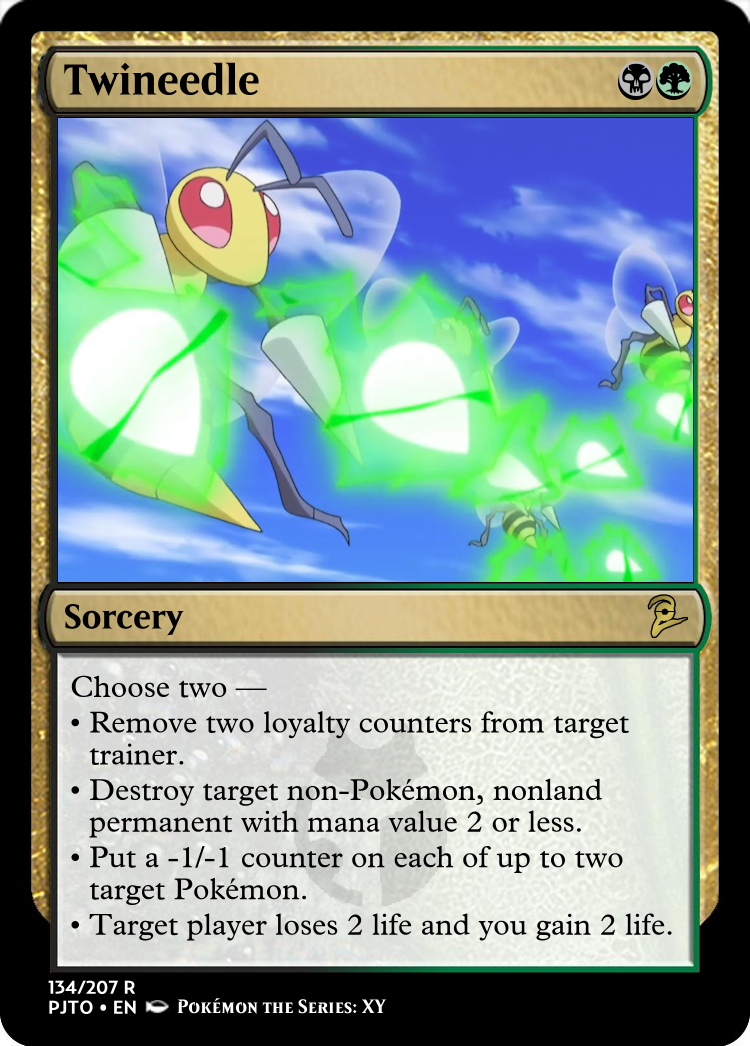 Twineedle
Sorcery
Choose two —
• Remove two loyalty counters from target
trainer.
• Destroy target non-Pokémon, nonland
permanent with mana value 2 or less.
• Put a -1/-1 counter on each of up to two
target Pokémon.
• Target player loses 2 life and you gain 2 life.
134/207 R
PJTO • EN Pokémon the Series: XY